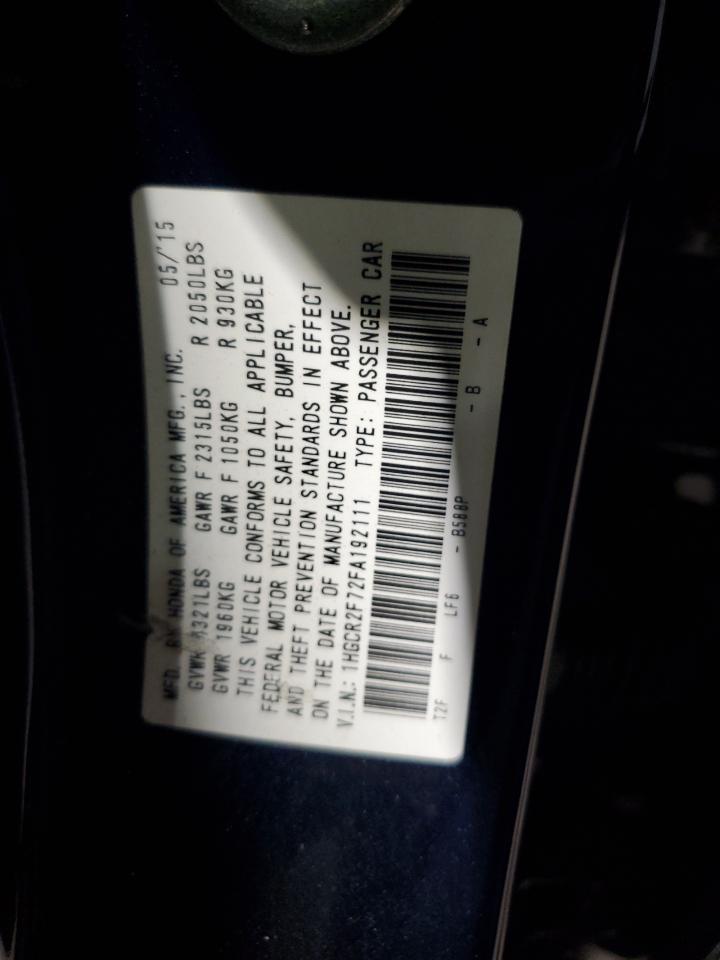 MFD. BY HONDA OF AMERICA MFG., INC. 05/'15
GVWR 4321LBS GAWR F 2315LBS R 2050LBS
GVWR 1960KG GAWR F 1050KG R 930KG
THIS VEHICLE CONFORMS TO ALL APPLICABLE
FEDERAL MOTOR VEHICLE SAFETY, BUMPER,
AND THEFT PREVENTION STANDARDS IN EFFECT
ON THE DATE OF MANUFACTURE SHOWN ABOVE.
V.I.N.: 1HGCR2F72FA192111 TYPE: PASSENGER CAR
T2F F LF6 - B588P - B - A